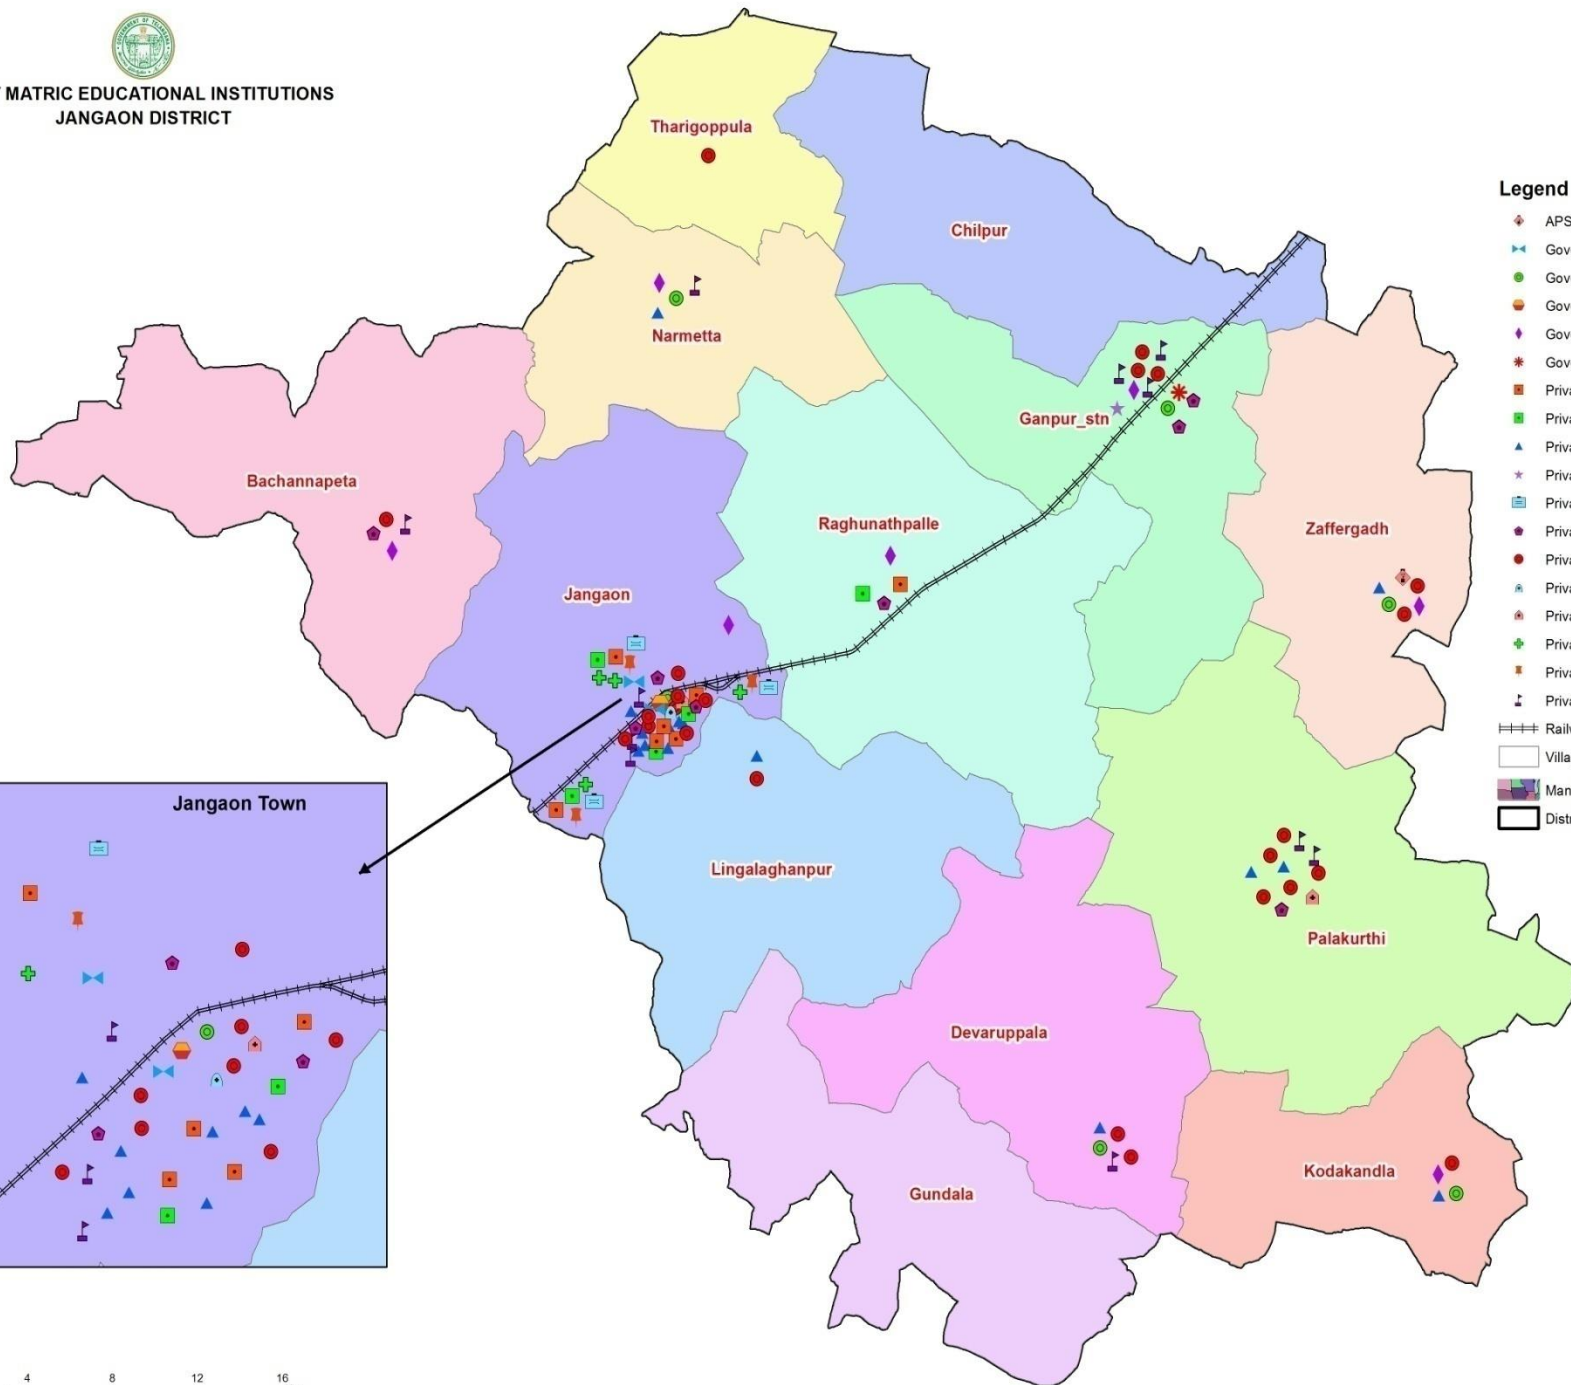 MATRIC EDUCATIONAL INSTITUTIONS
JANGAON DISTRICT
Tharigoppula
Chilpur
Narmetta
Ganpur_stn
Bachannapeta
Raghunathpalle
Zaffergadh
Jangaon
Lingalaghanpur
Palakurthi
Devaruppala
Gundala
Kodakandla
Jangaon Town
4 8 12 16
Legend
APS
Gov
Gov
Gov
Gov
Gov
Priva
Priva
Priva
Priva
Priva
Priva
Priva
Priva
Priva
Priva
Priva
Priva
Railw
Villa
Man
Distr